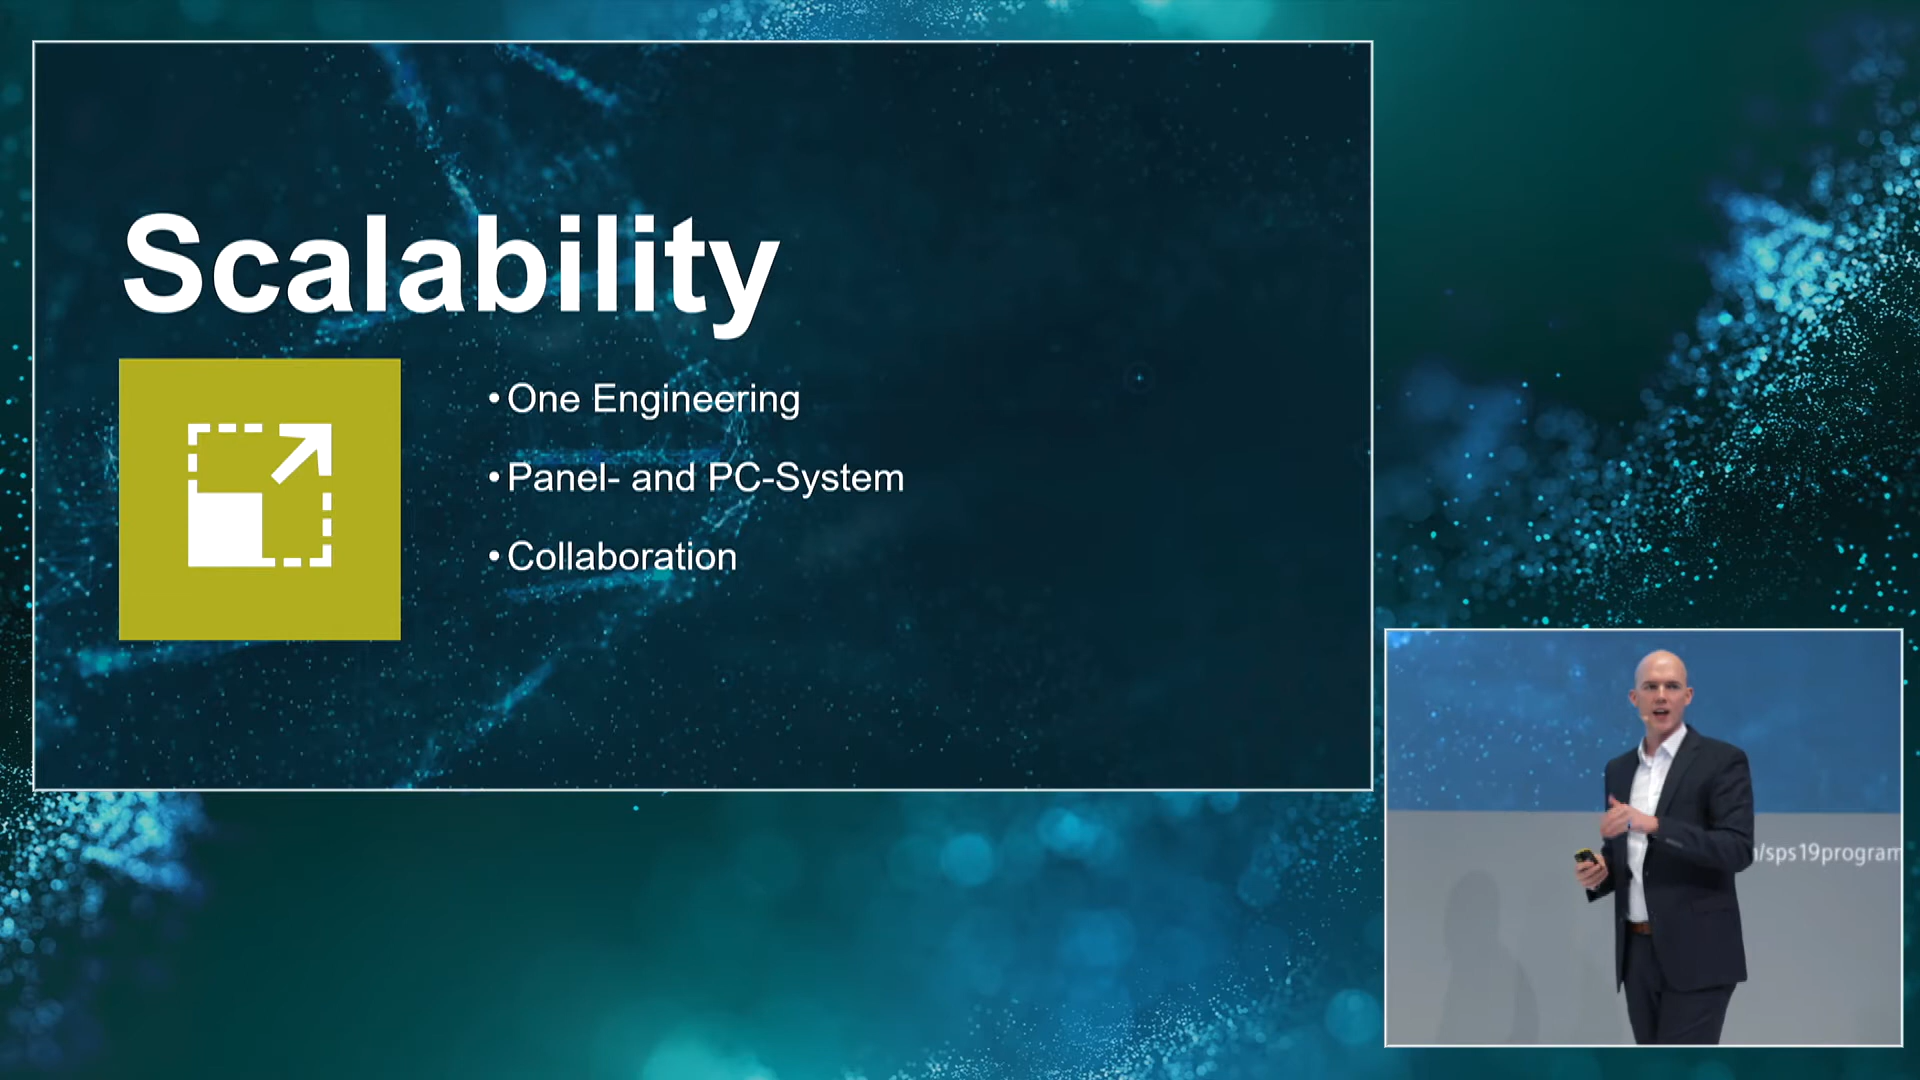 Scalability
• One Engineering
• Panel- and PC-System
• Collaboration
/sps19program